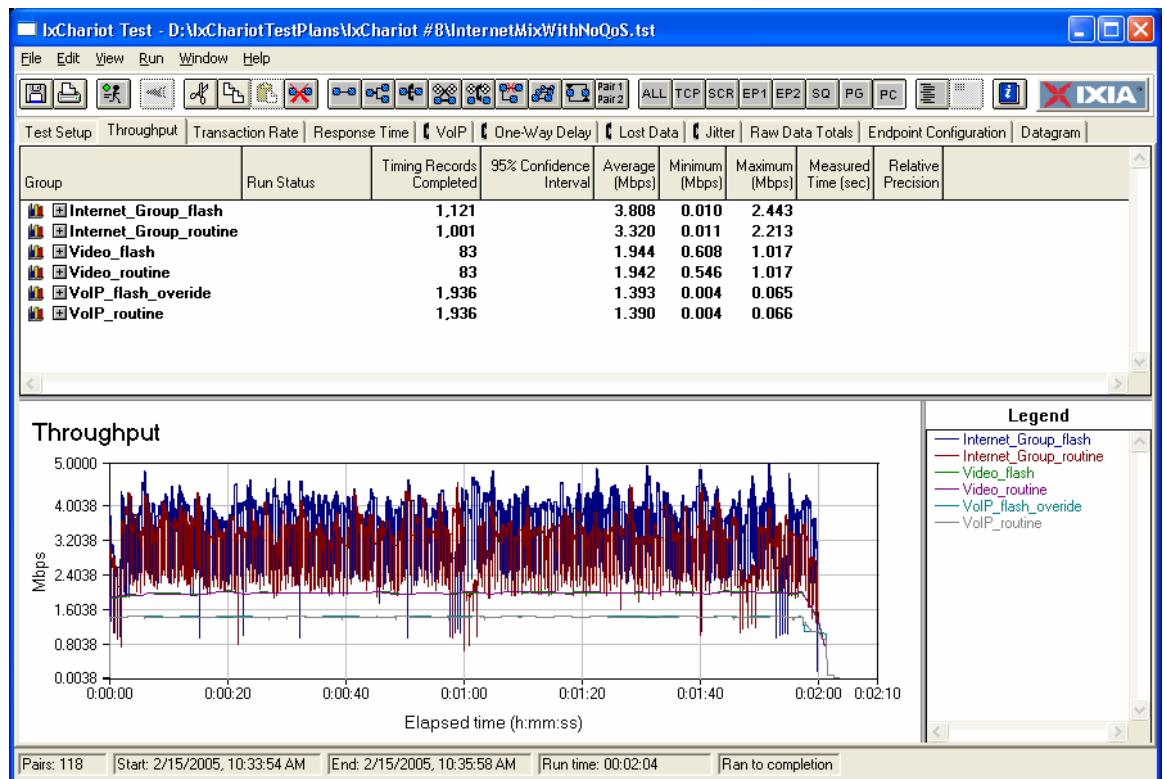 IxChariot Test - D:\IxChariotTestPlans\IxChariot #8\InternetMixWithNoQoS.tst
File Edit View Run Window Help
Pair 1 Pair 2 ALL TCP SCR EP1 EP2 SQ PG PC IXIA
Test Setup Throughput Transaction Rate Response Time VoIP One-Way Delay Lost Data Jitter Raw Data Totals Endpoint Configuration Datagram
Group Run Status Timing Records Completed 95% Confidence Interval Average (Mbps) Minimum (Mbps) Maximum (Mbps) Measured Time (sec) Relative Precision
Internet_Group_flash 1,121 3.808 0.010 2.443
Internet_Group_routine 1,001 3.320 0.011 2.213
Video_flash 83 1.944 0.608 1.017
Video_routine 83 1.942 0.546 1.017
VoIP_flash_overide 1,936 1.393 0.004 0.065
VoIP_routine 1,936 1.390 0.004 0.066
Throughput
5.0000
4.0038
3.2038
2.4038
1.6038
0.8038
0.0038
Mbps
0:00:00 0:00:20 0:00:40 0:01:00 0:01:20 0:01:40 0:02:00 0:02:10
Elapsed time (h:mm:ss)
Legend
Internet_Group_flash
Internet_Group_routine
Video_flash
Video_routine
VoIP_flash_overide
VoIP_routine
Pairs: 118 Start: 2/15/2005, 10:33:54 AM End: 2/15/2005, 10:35:58 AM Run time: 00:02:04 Ran to completion